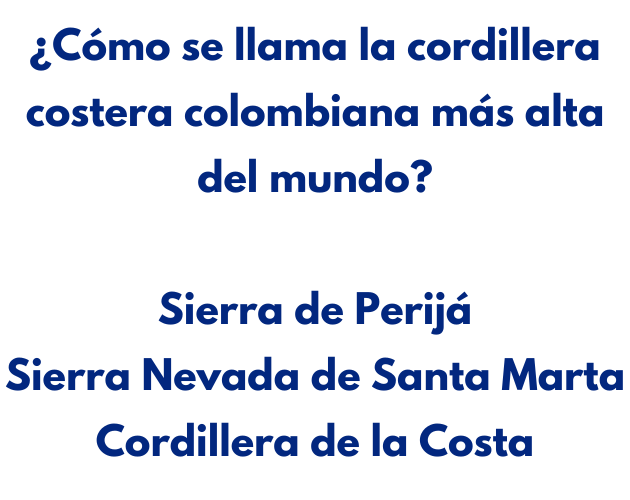 ¿Cómo se llama la cordillera
costera colombiana más alta
del mundo?
Sierra de Perijá
Sierra Nevada de Santa Marta
Cordillera de la Costa